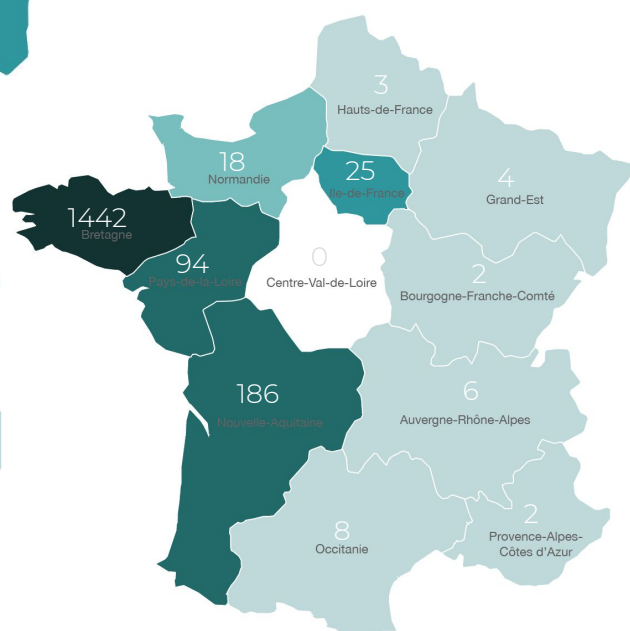 3
Hauts-de-France
18
Normandie
25
Ile-de-France
4
Grand-Est
1442
Bretagne
94
Pays-de-la-Loire
0
Centre-Val-de-Loire
2
Bourgogne-Franche-Comté
186
Nouvelle-Aquitaine
6
Auvergne-Rhône-Alpes
8
Occitanie
2
Provence-Alpes-
Côtes d'Azur